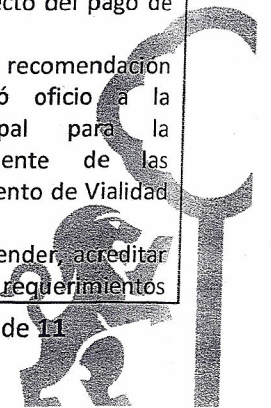 ecto del pago de
recomendación
ó oficio a la
pal para la
ente de las
ento de Vialidad
ender, acreditar
requerimientos
de 11